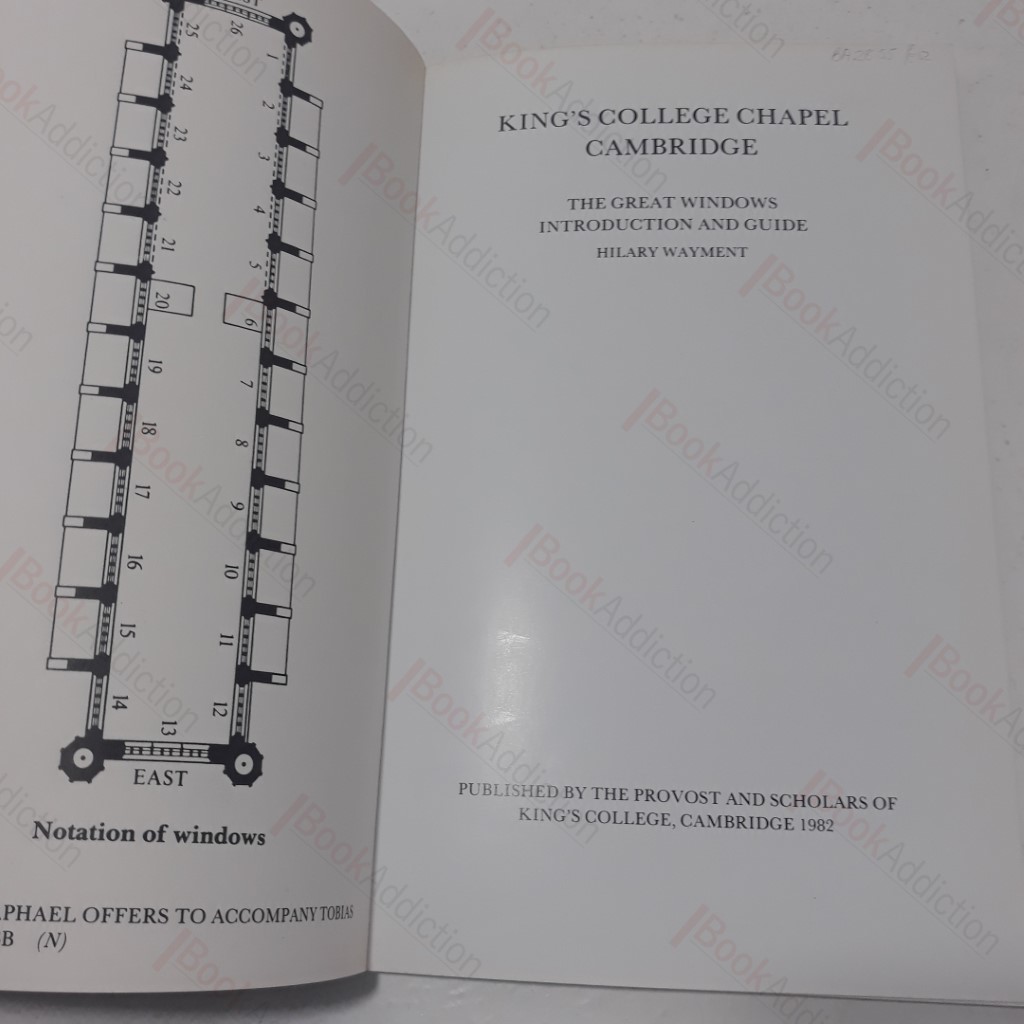 26
25
24
23
22
21
20
19
18
17
16
15
14
1
2
3
4
5
6
7
8
9
10
11
12
13
EAST
Notation of windows
PHAEL OFFERS TO ACCOMPANY TOBIAS
B (N)
KING'S COLLEGE CHAPEL
CAMBRIDGE
THE GREAT WINDOWS
INTRODUCTION AND GUIDE
HILARY WAYMENT
PUBLISHED BY THE PROVOST AND SCHOLARS OF
KING'S COLLEGE, CAMBRIDGE 1982
BookAddiction